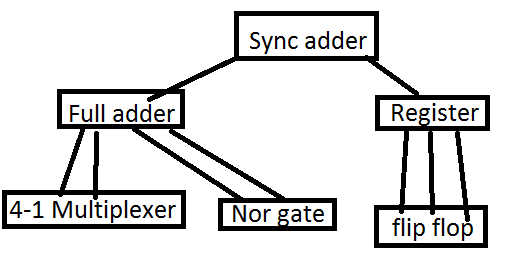 Sync adder
Full adder
Register
4-1 Multiplexer
Nor gate
flip flop